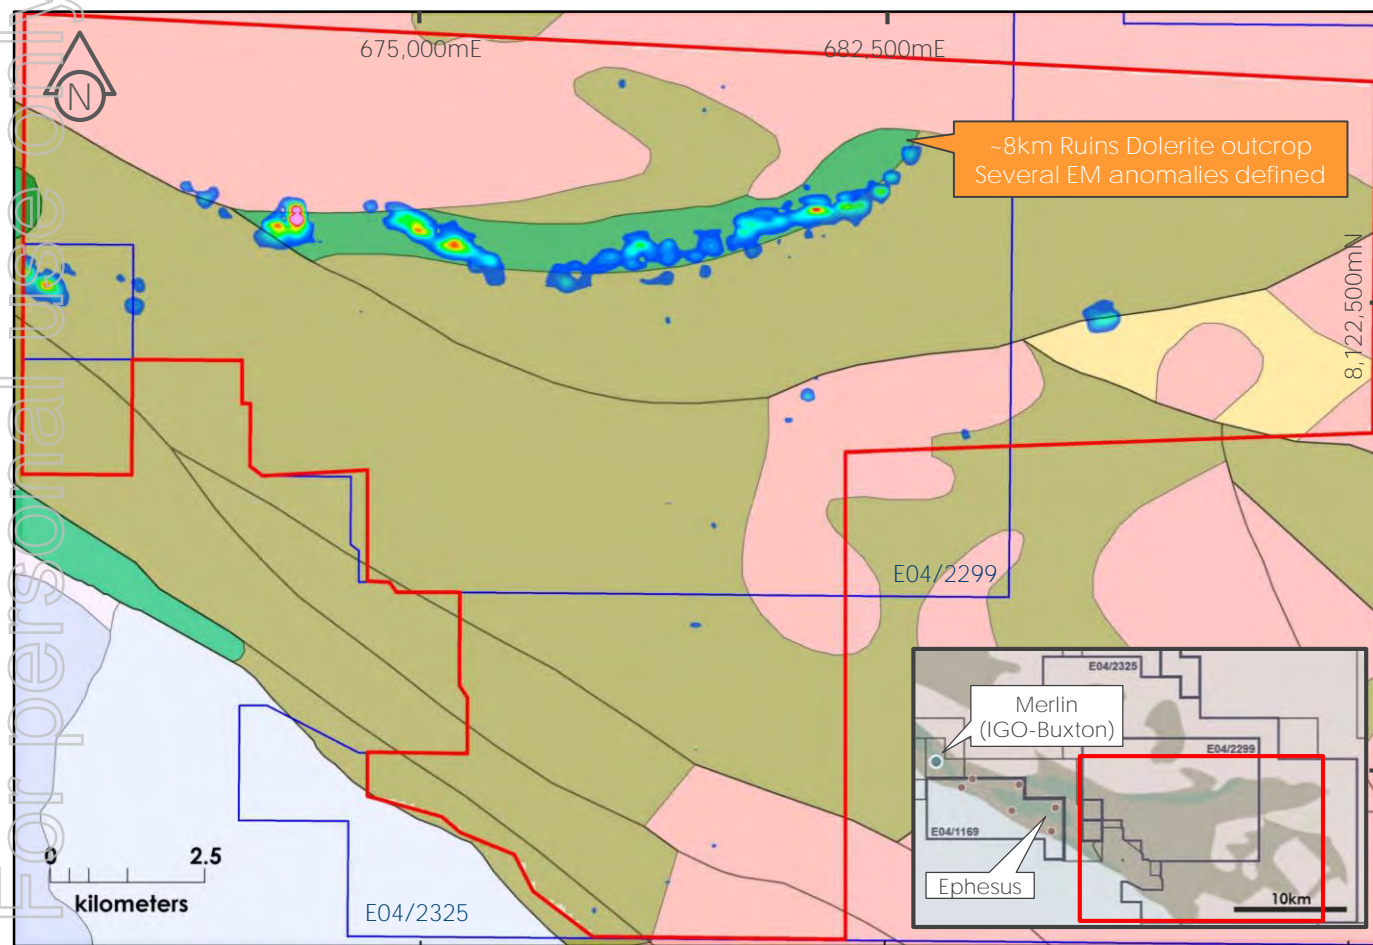 For personal use only
N
675,000mE
682,500mE
~8km Ruins Dolerite outcrop
Several EM anomalies defined
8,122,500mN
E04/2299
0 2.5
kilometers
E04/2325
E04/2325
Merlin
(IGO-Buxton)
E04/2299
E04/1169
Ephesus
10km